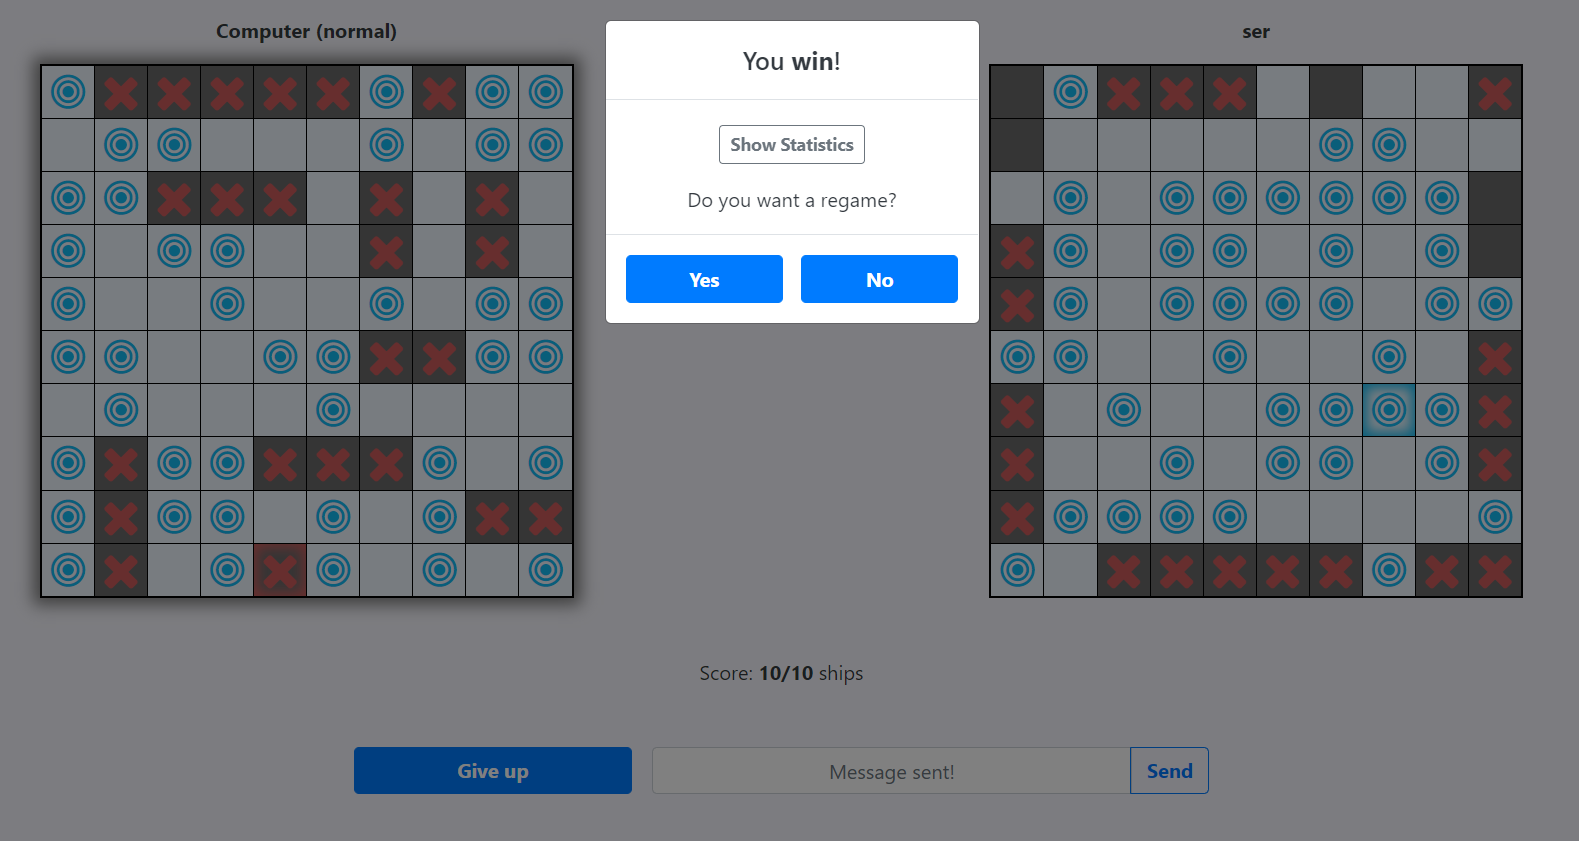 Computer (normal)
ser
You win!
Show Statistics
Do you want a regame?
Yes
No
Score: 10/10 ships
Give up
Message sent!
Send